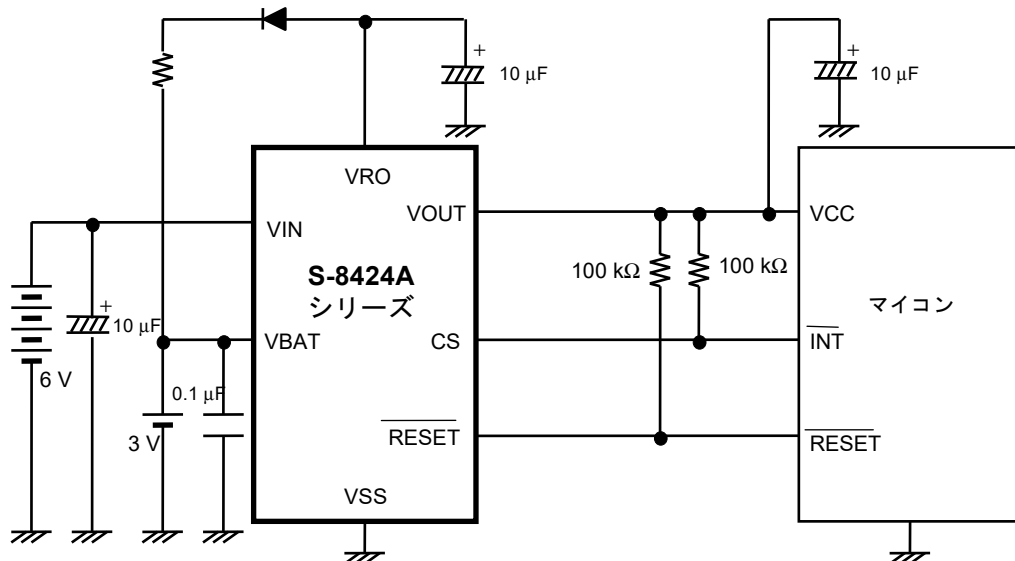 +
10 μF
+
10 μF
VRO
VOUT
VCC
VIN
S-8424A
シリーズ
100 kΩ
100 kΩ
マイコン
+
10 μF
VBAT
CS
INT
6 V
0.1 μF
3 V
RESET
RESET
VSS